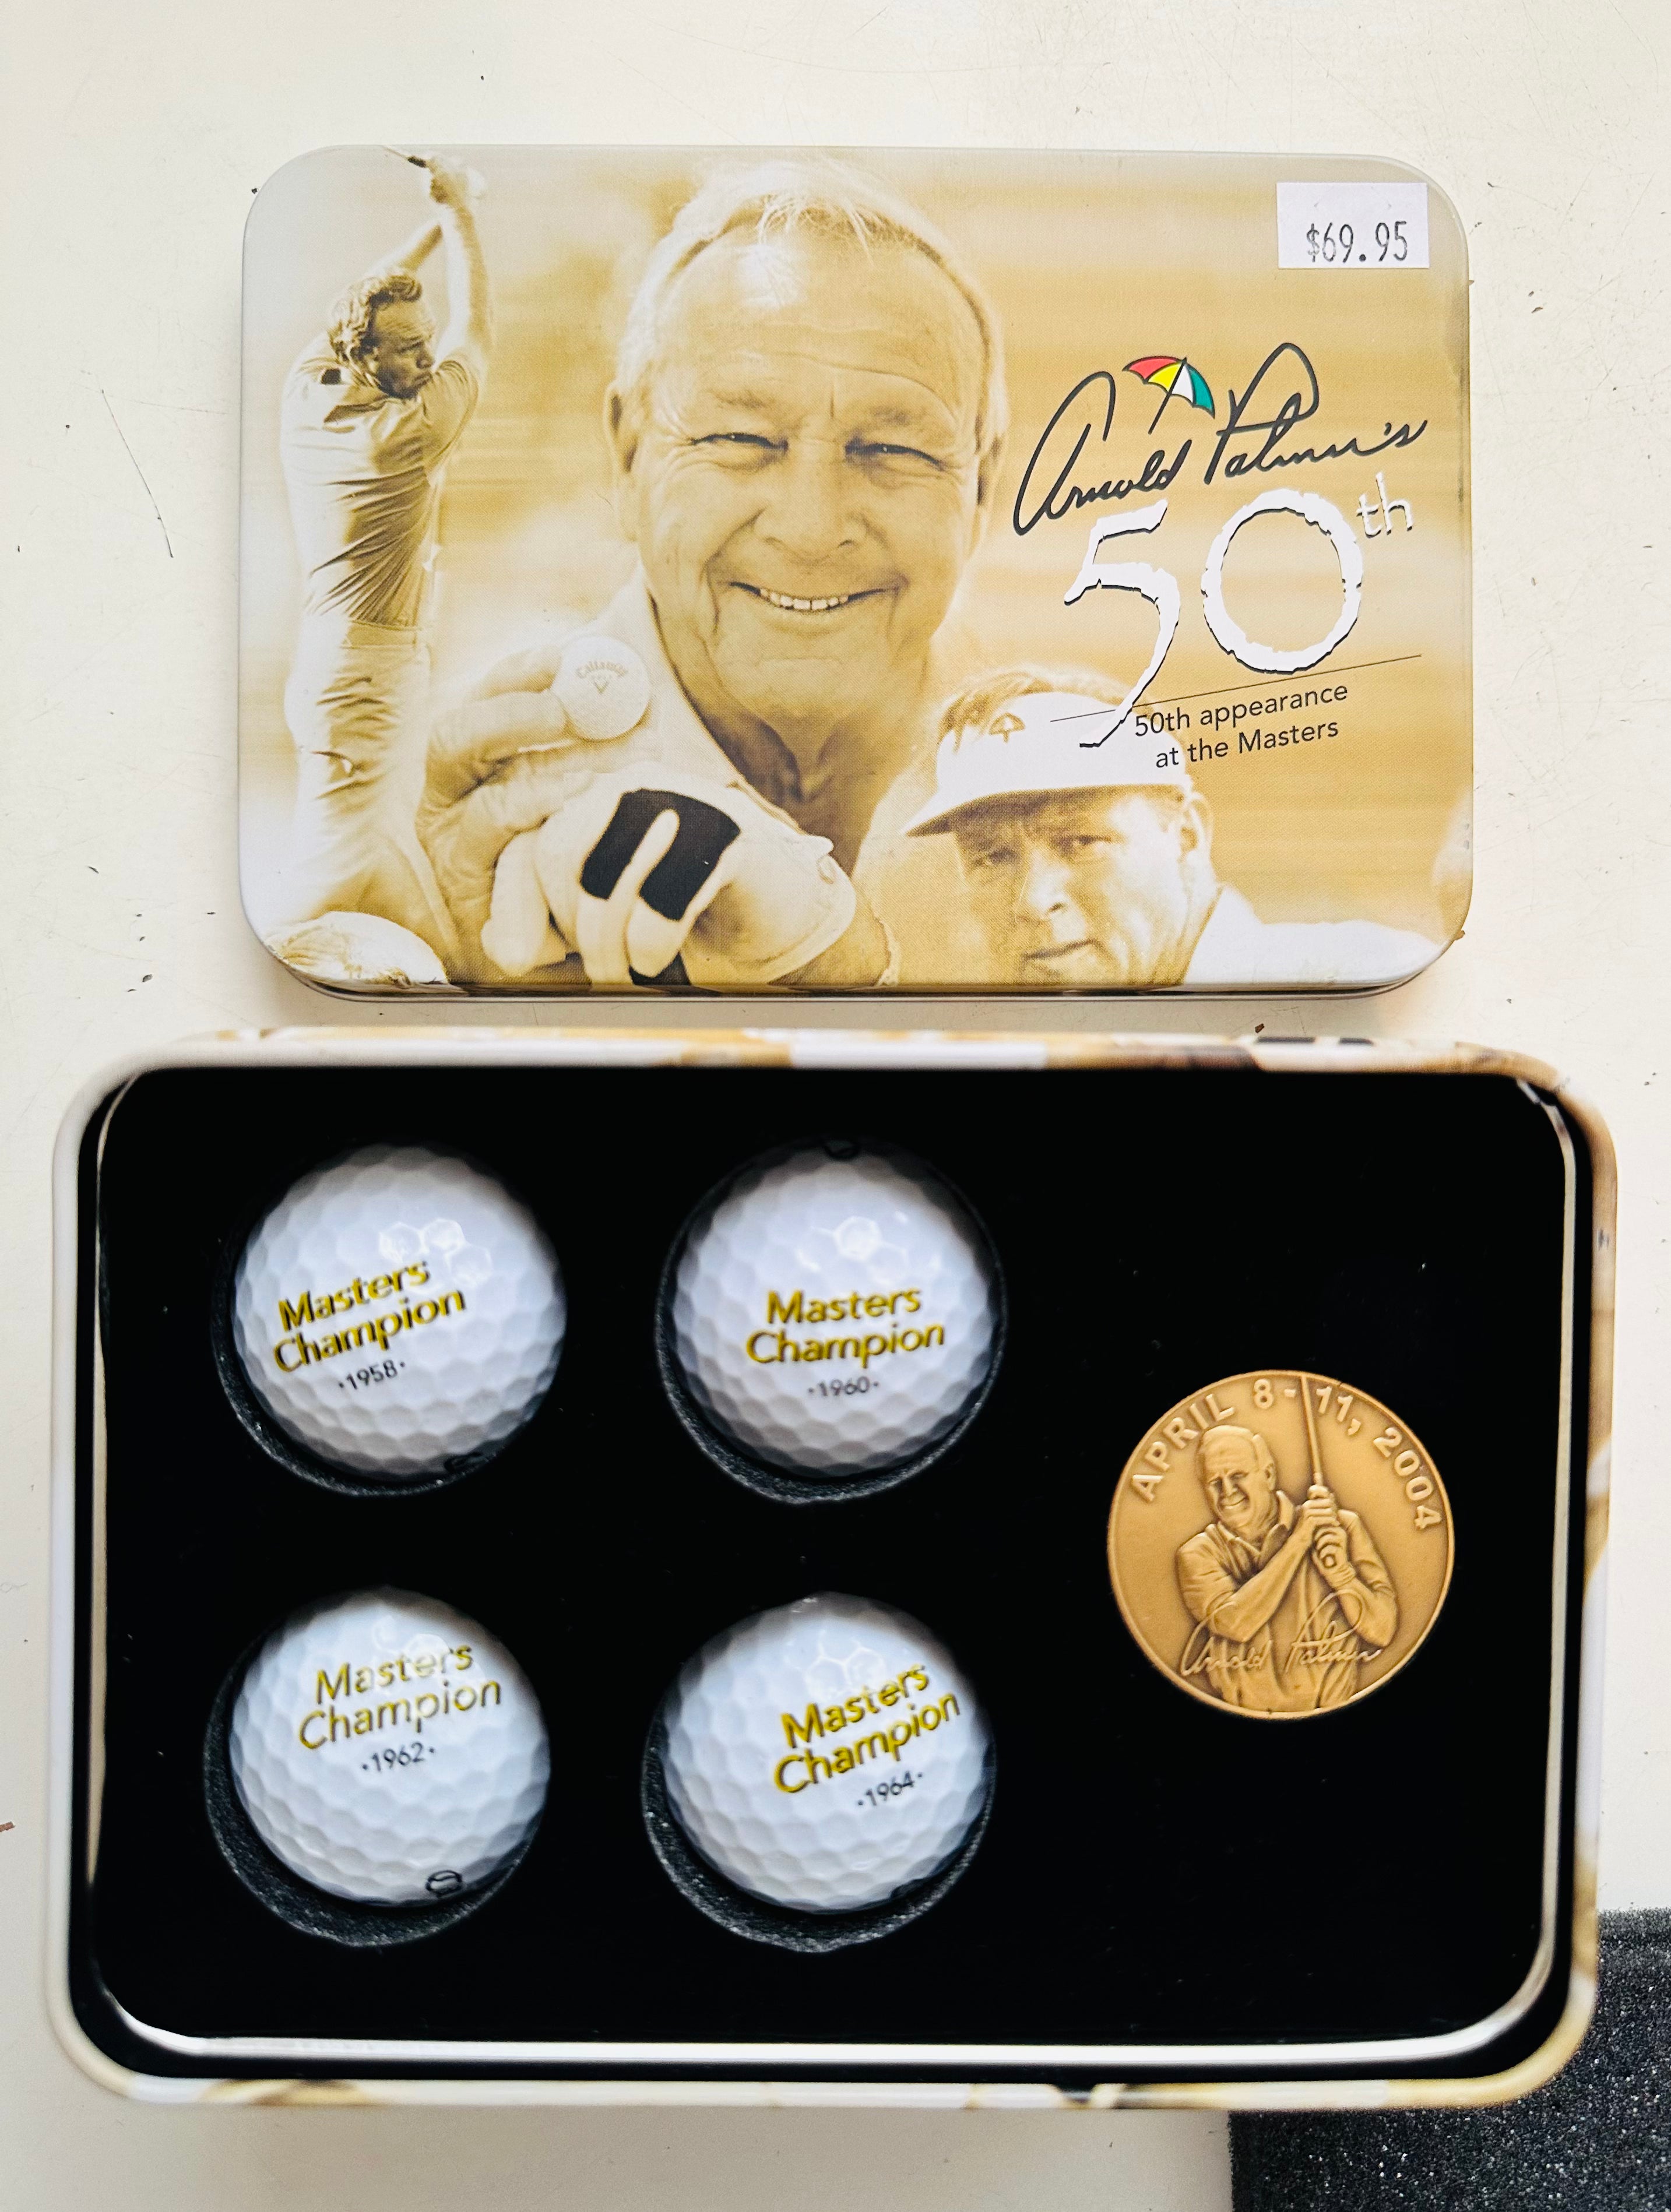 $69.95
Arnold Palmer's
50th
50th appearance
at the Masters
Callaway
Masters
Champion
·1958·
Masters
Champion
·1960·
APRIL 8-11, 2004
Arnold Palmer
Masters
Champion
·1962·
Masters
Champion
·1964·